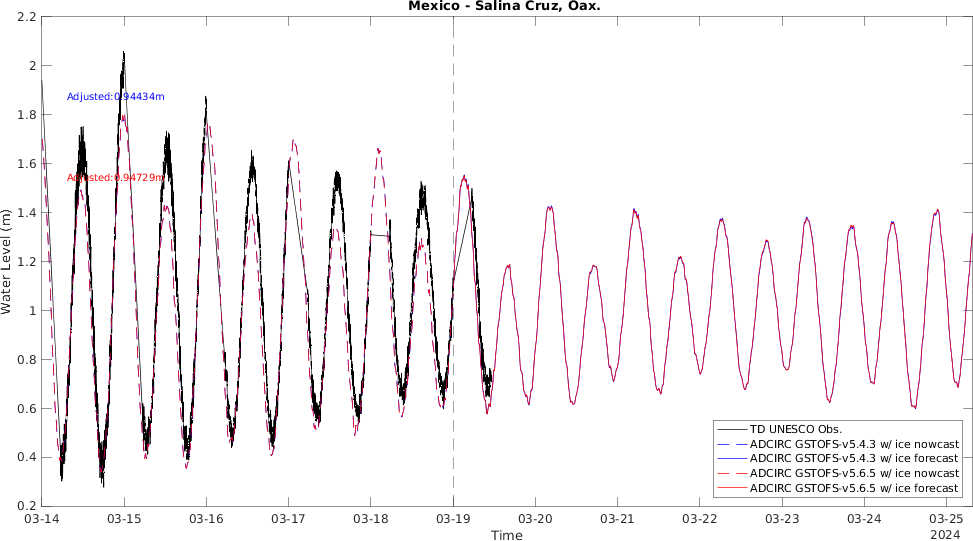 Mexico - Salina Cruz, Oax.
2.2
2
1.8
1.6
1.4
1.2
1
0.8
0.6
0.4
0.2
Water Level (m)
Adjusted:0.94434m
Adjusted:0.94729m
TD UNESCO Obs.
ADCIRC GSTOFS-v5.4.3 w/ ice nowcast
ADCIRC GSTOFS-v5.4.3 w/ ice forecast
ADCIRC GSTOFS-v5.6.5 w/ ice nowcast
ADCIRC GSTOFS-v5.6.5 w/ ice forecast
03-14 03-15 03-16 03-17 03-18 03-19 03-20 03-21 03-22 03-23 03-24 03-25
2024
Time